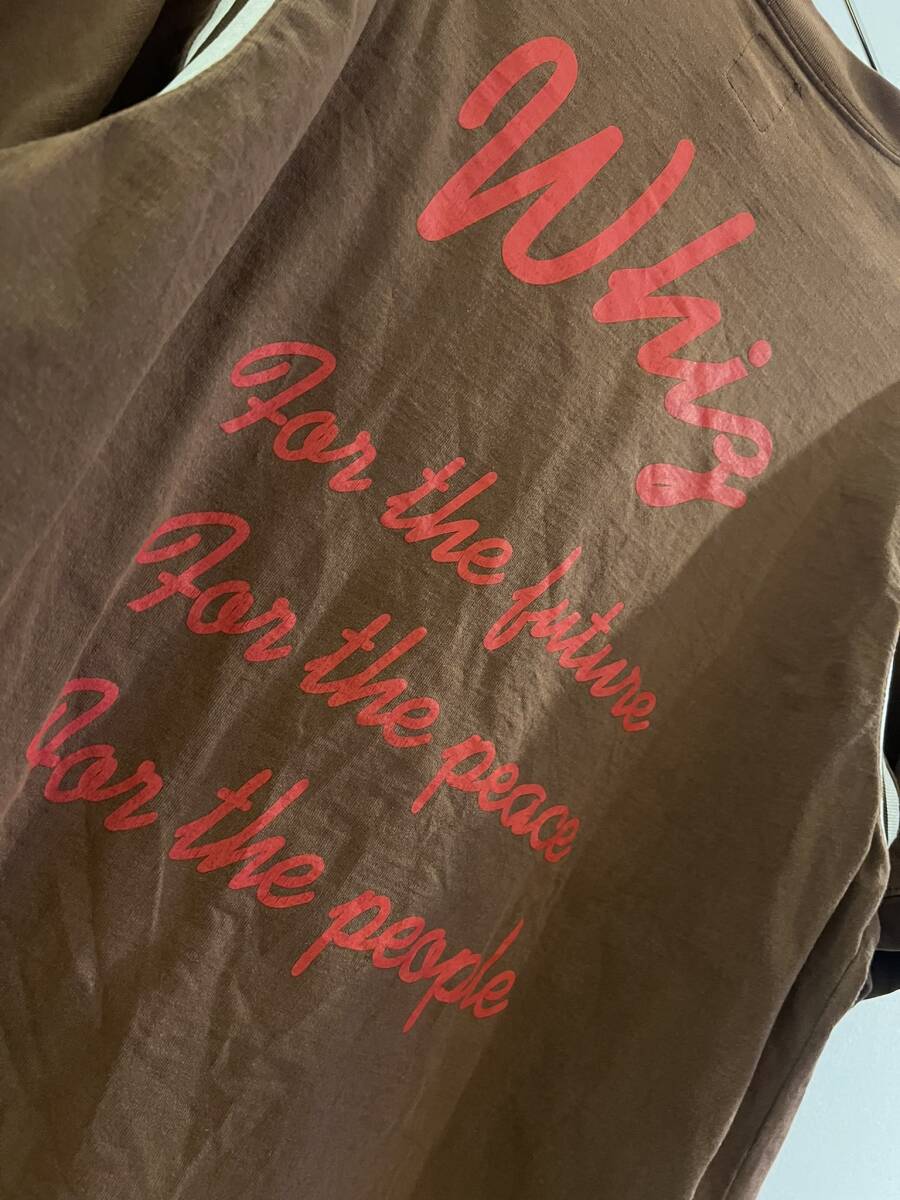 Whiz
For the future
For the peace
For the people